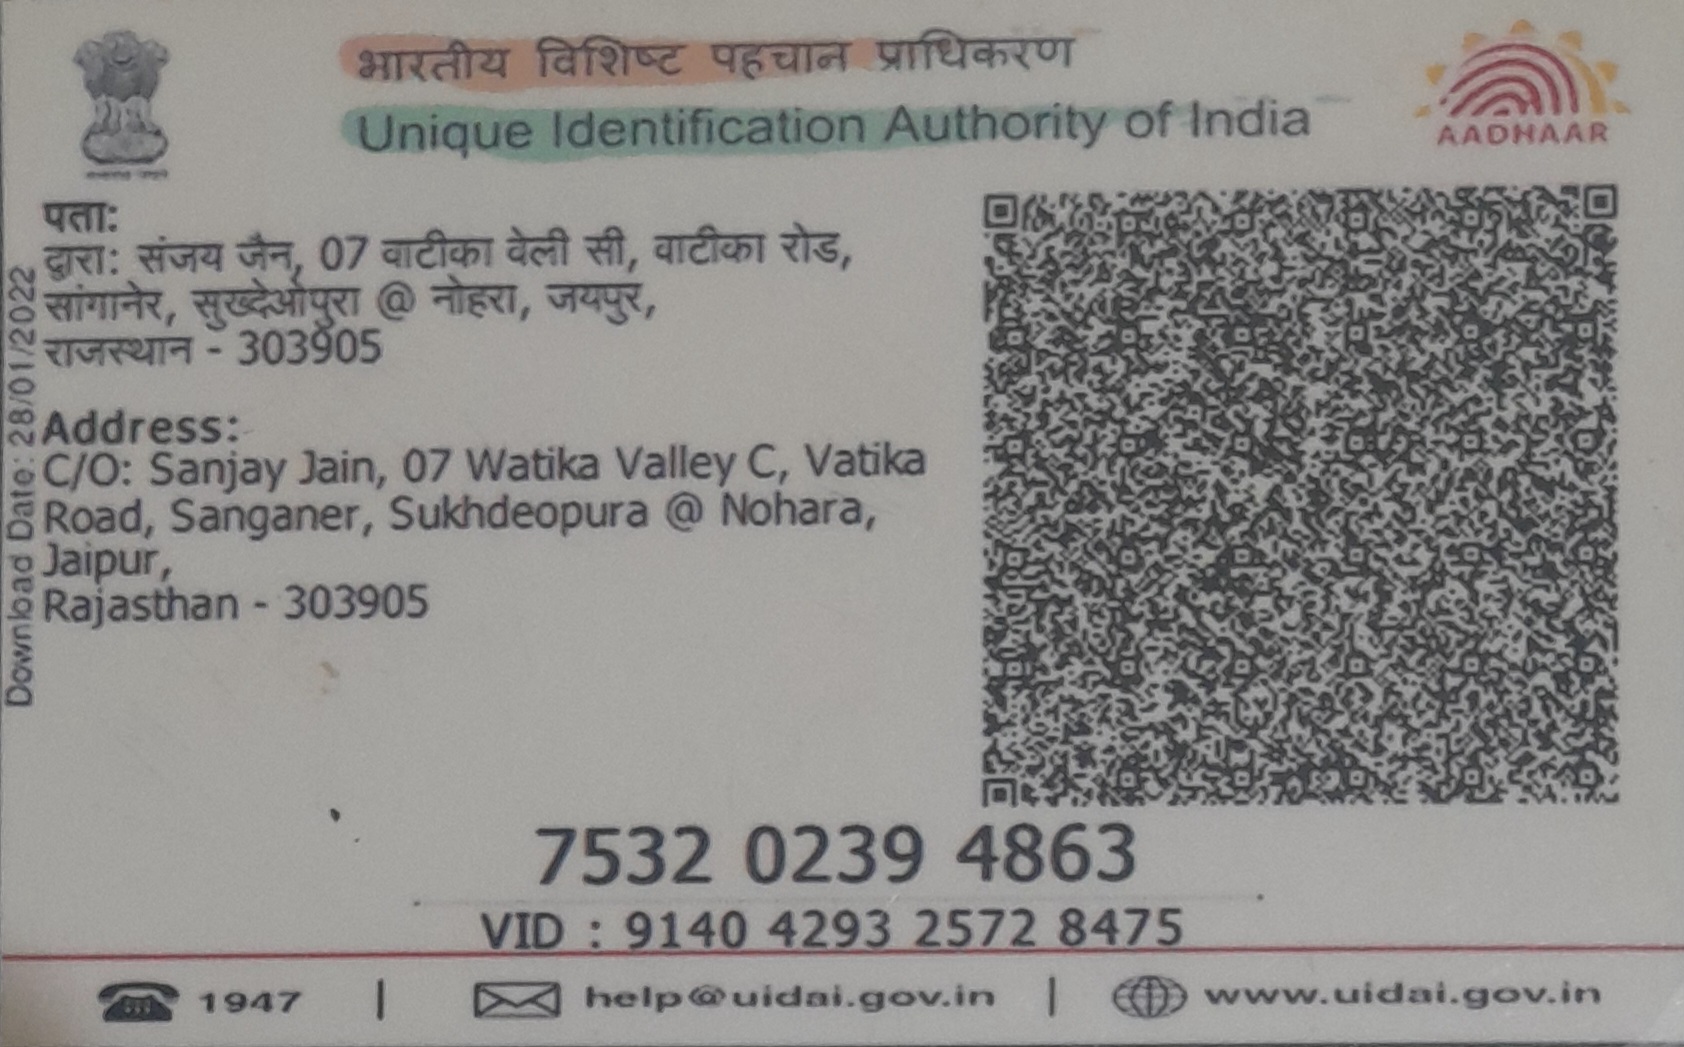 भारतीय विशिष्ट पहचान प्राधिकरण
Unique Identification Authority of India
AADHAAR
पता:
द्वारा: संजय जैन, 07 वाटीका वेली सी, वाटीका रोड,
सांगानेर, सुख्देओपुरा @ नोहरा, जयपुर,
राजस्थान - 303905
Address:
C/O: Sanjay Jain, 07 Watika Valley C, Vatika
Road, Sanganer, Sukhdeopura @ Nohara,
Jaipur,
Rajasthan - 303905
Download Date: 28/01/2022
7532 0239 4863
VID : 9140 4293 2572 8475
1947 | help@uidai.gov.in | www.uidai.gov.in